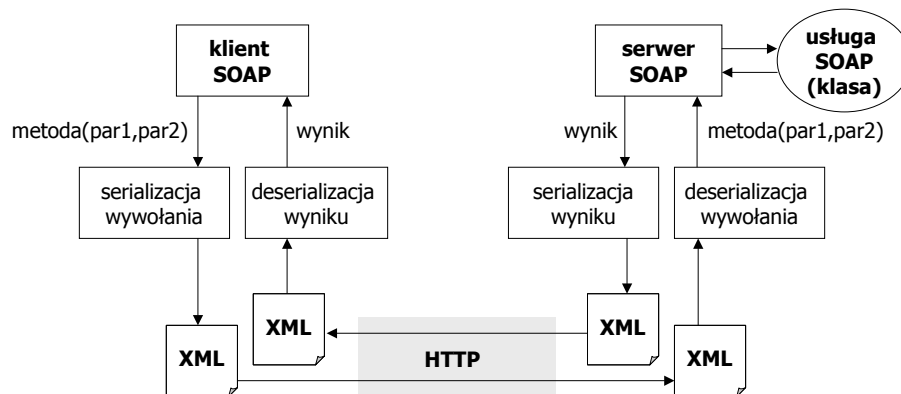 klient
SOAP
serwer
SOAP
usługa
SOAP
(klasa)
metoda(par1,par2)
wynik
wynik
metoda(par1,par2)
serializacja
wywołania
deserializacja
wyniku
serializacja
wyniku
deserializacja
wywołania
XML
XML
XML
HTTP
XML